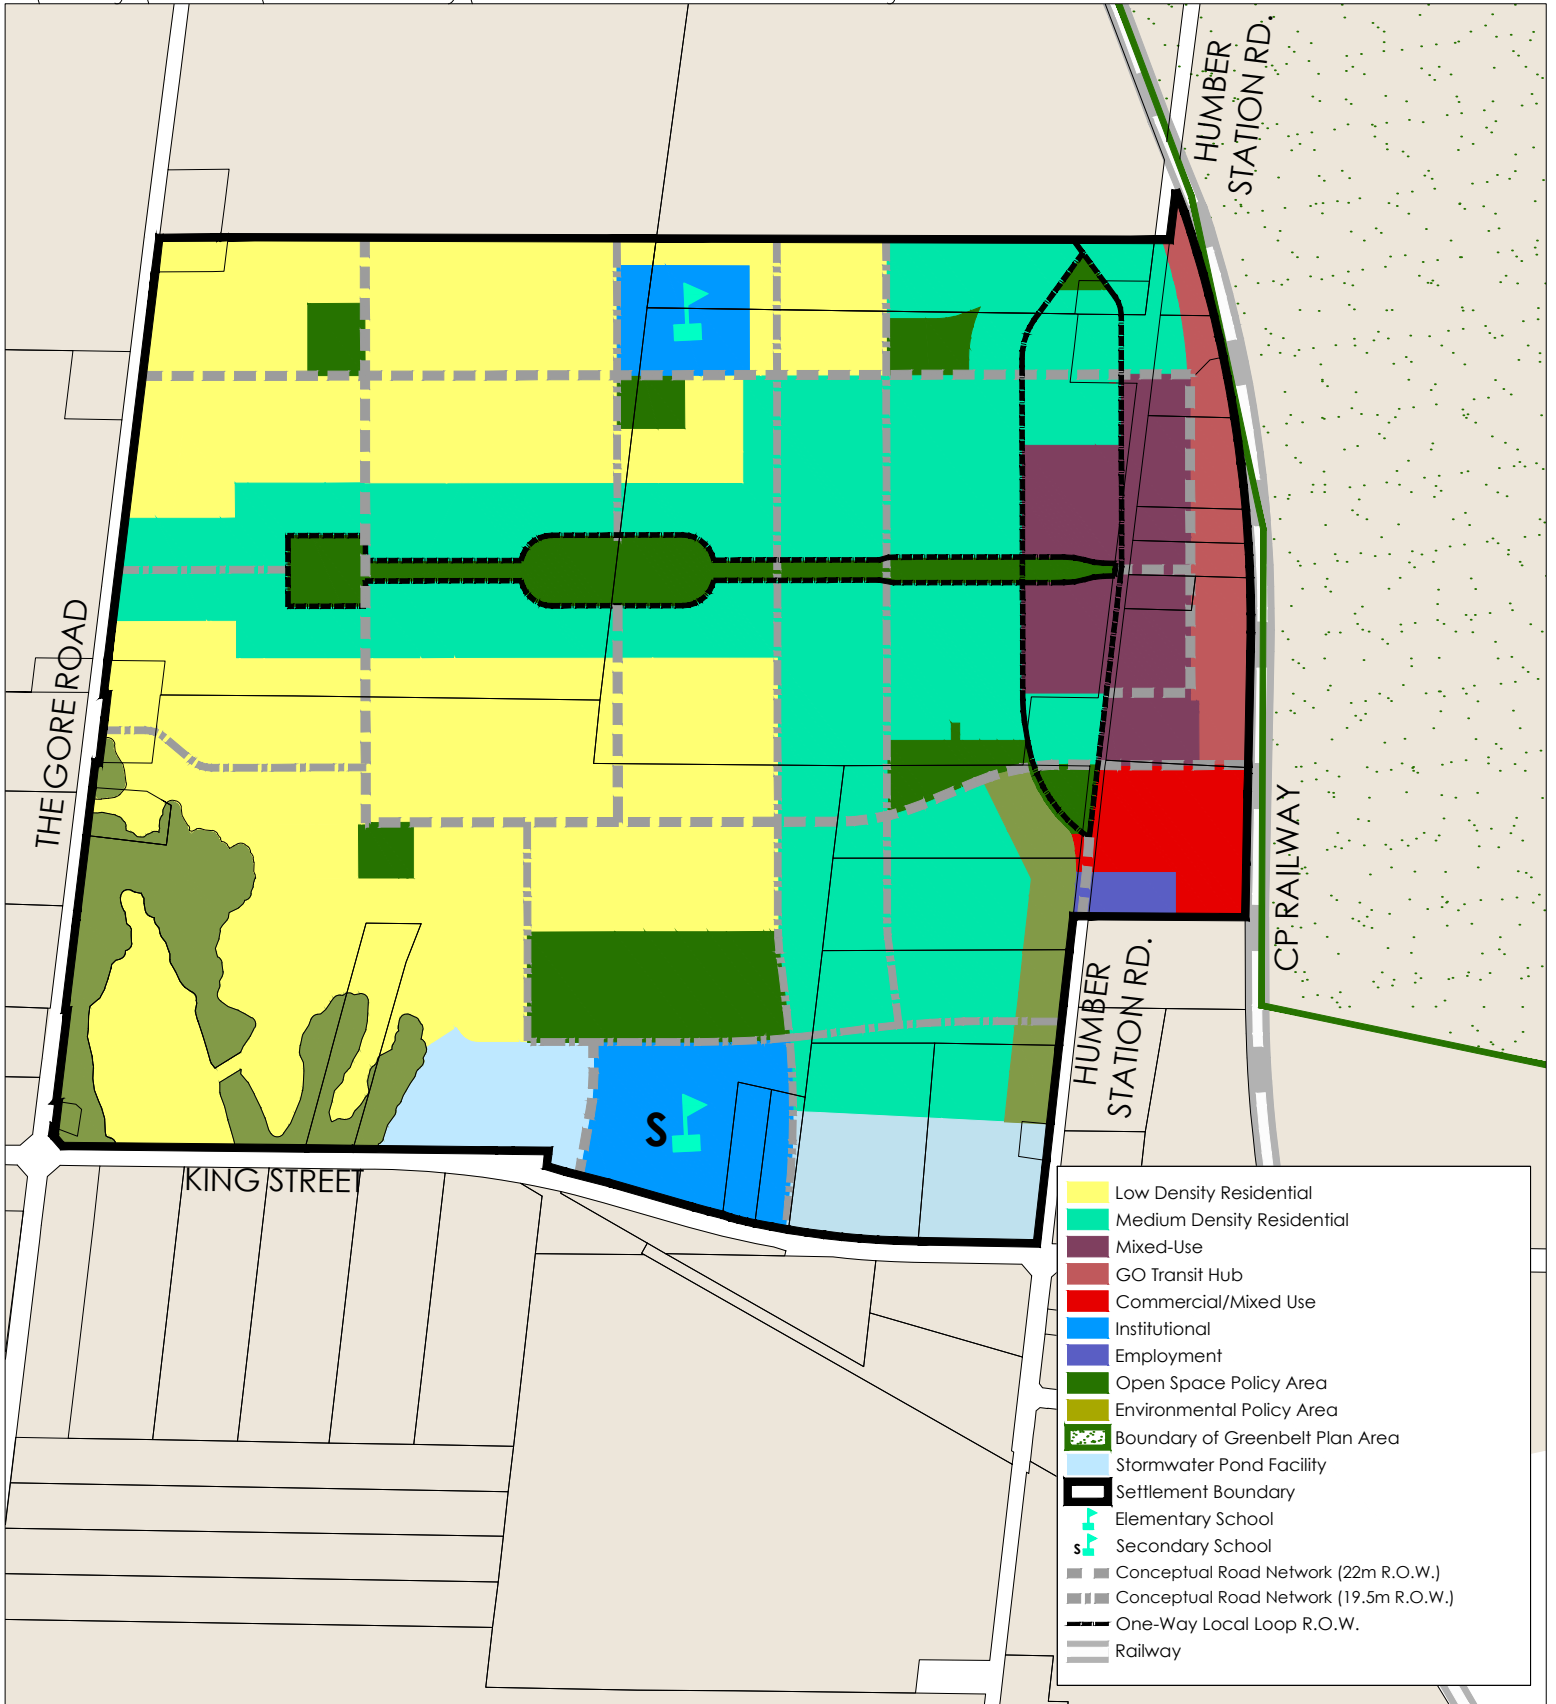 HUMBER
STATION RD.
THE GORE ROAD
CP RAILWAY
HUMBER
STATION RD.
S
KING STREET
Low Density Residential
Medium Density Residential
Mixed-Use
GO Transit Hub
Commercial/Mixed Use
Institutional
Employment
Open Space Policy Area
Environmental Policy Area
Boundary of Greenbelt Plan Area
Stormwater Pond Facility
Settlement Boundary
Elementary School
s Secondary School
Conceptual Road Network (22m R.O.W.)
Conceptual Road Network (19.5m R.O.W.)
One-Way Local Loop R.O.W.
Railway